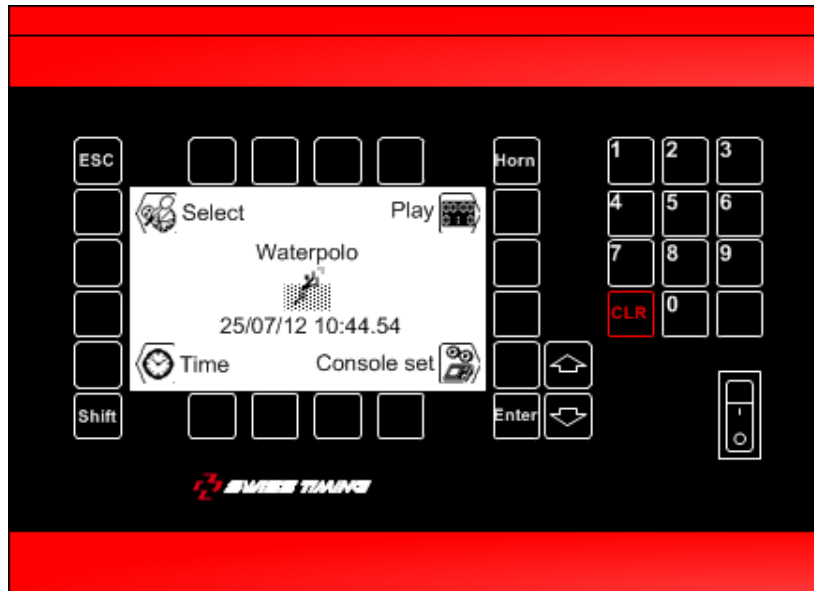 1 2 3
ESC Horn
Select Play
4 5 6
Waterpolo
7 8 9
25/07/12 10:44.54
CLR 0
Time Console set
Shift Enter
SWISS TIMING